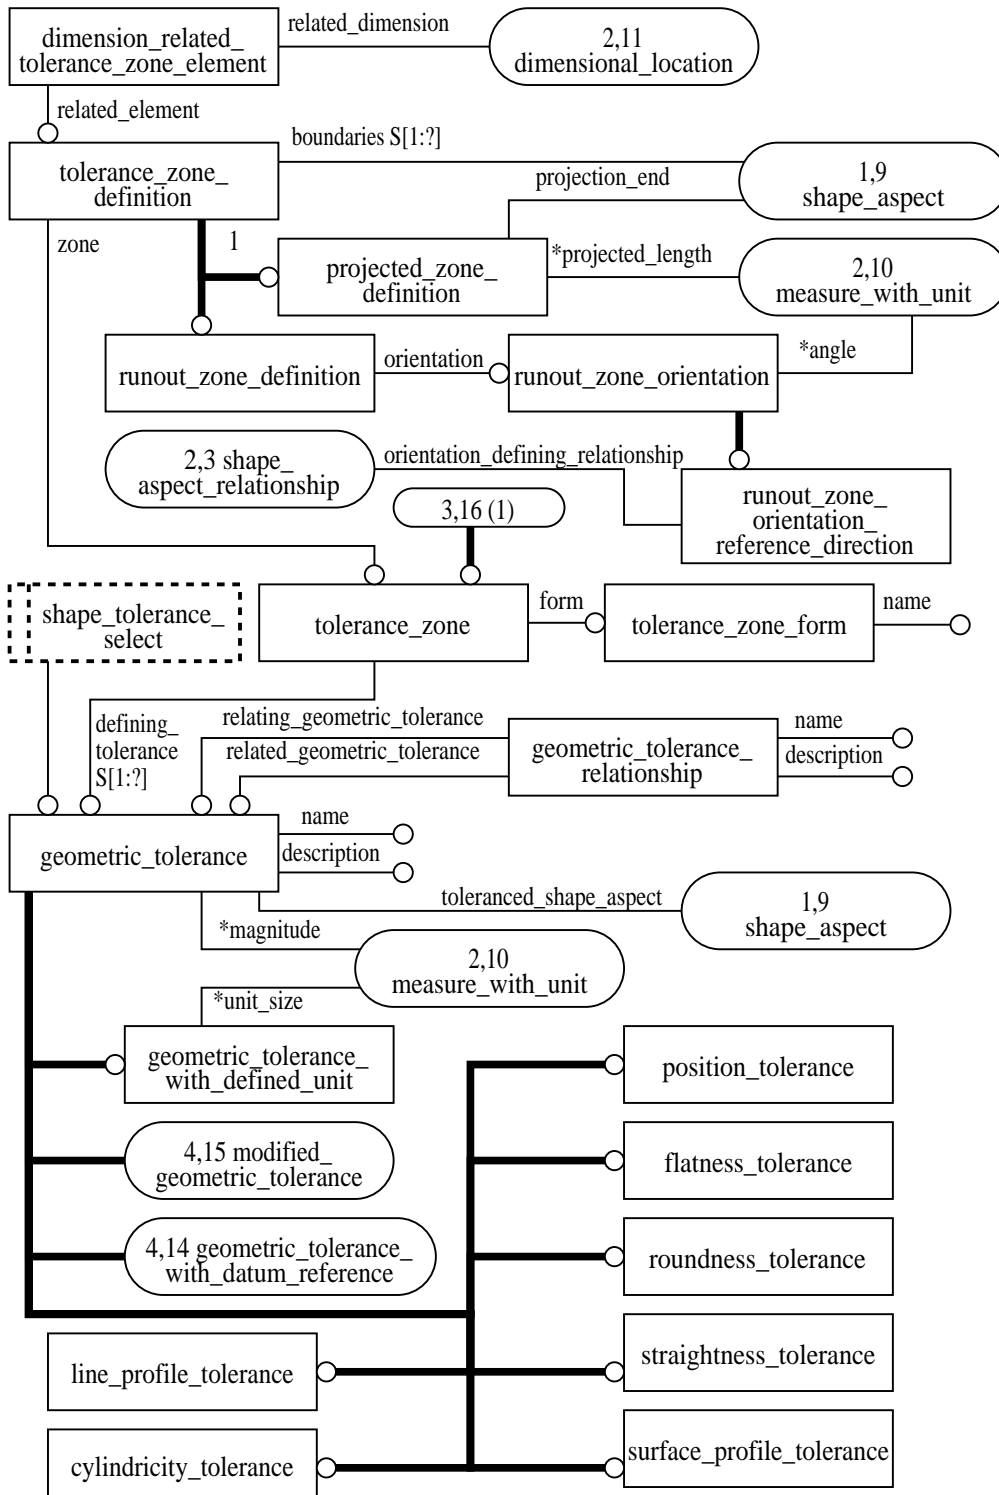 dimension_related_
tolerance_zone_element
related_dimension
2,11
dimensional_location
related_element
boundaries S[1:?]
tolerance_zone_
definition
1,9
shape_aspect
projection_end
zone
1
projected_zone_
definition
*projected_length
2,10
measure_with_unit
runout_zone_definition
orientation
runout_zone_orientation
*angle
2,3 shape_
aspect_relationship
orientation_defining_relationship
runout_zone_
orientation_
reference_direction
3,16 (1)
shape_tolerance_
select
tolerance_zone
form
tolerance_zone_form
name
defining_
tolerance
S[1:?]
relating_geometric_tolerance
related_geometric_tolerance
geometric_tolerance_
relationship
name
description
geometric_tolerance
name
description
toleranced_shape_aspect
1,9
shape_aspect
*magnitude
2,10
measure_with_unit
*unit_size
geometric_tolerance_
with_defined_unit
position_tolerance
4,15 modified_
geometric_tolerance
flatness_tolerance
4,14 geometric_tolerance_
with_datum_reference
roundness_tolerance
line_profile_tolerance
straightness_tolerance
cylindricity_tolerance
surface_profile_tolerance